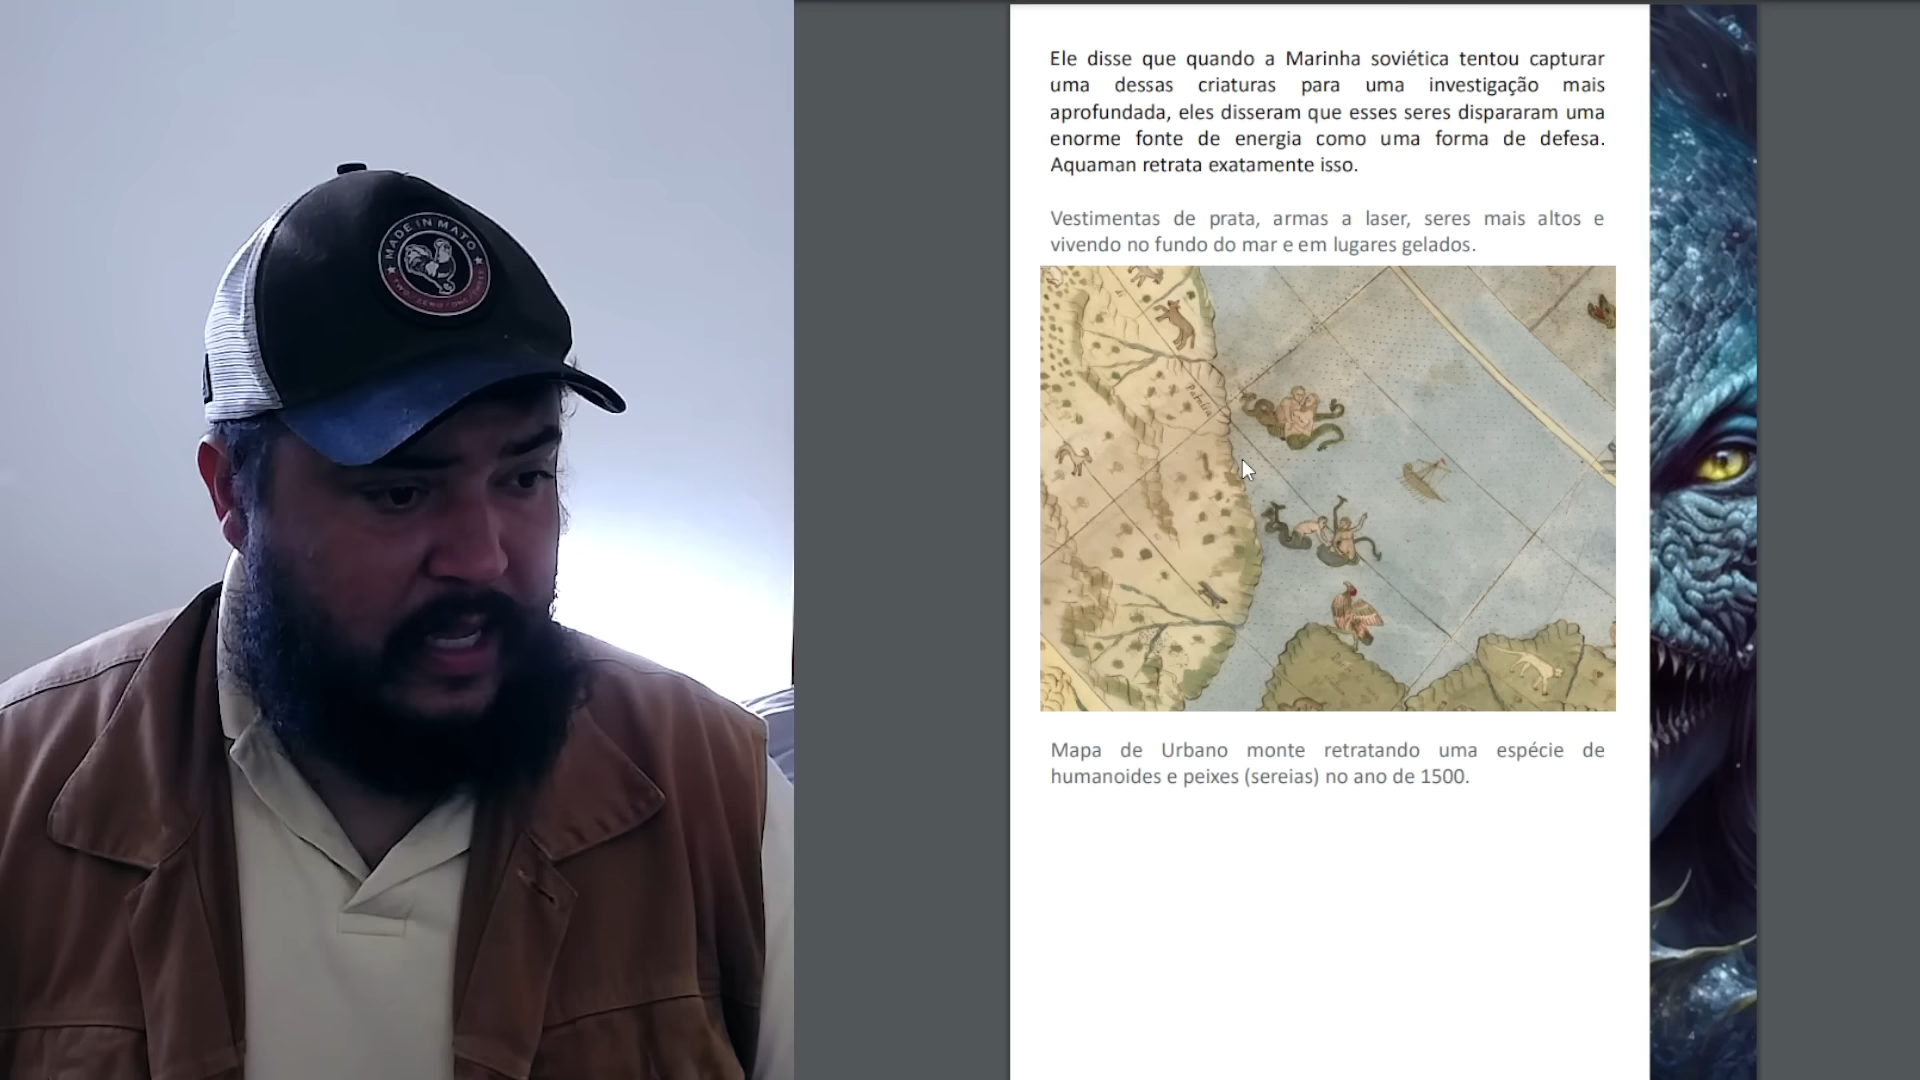 MADE IN MATO
Ele disse que quando a Marinha soviética tentou capturar
uma dessas criaturas para uma investigação mais
aprofundada, eles disseram que esses seres dispararam uma
enorme fonte de energia como uma forma de defesa.
Aquaman retrata exatamente isso.
Vestimentas de prata, armas a laser, seres mais altos e
vivendo no fundo do mar e em lugares gelados.
Mapa de Urbano monte retratando uma espécie de
humanoides e peixes (sereias) no ano de 1500.